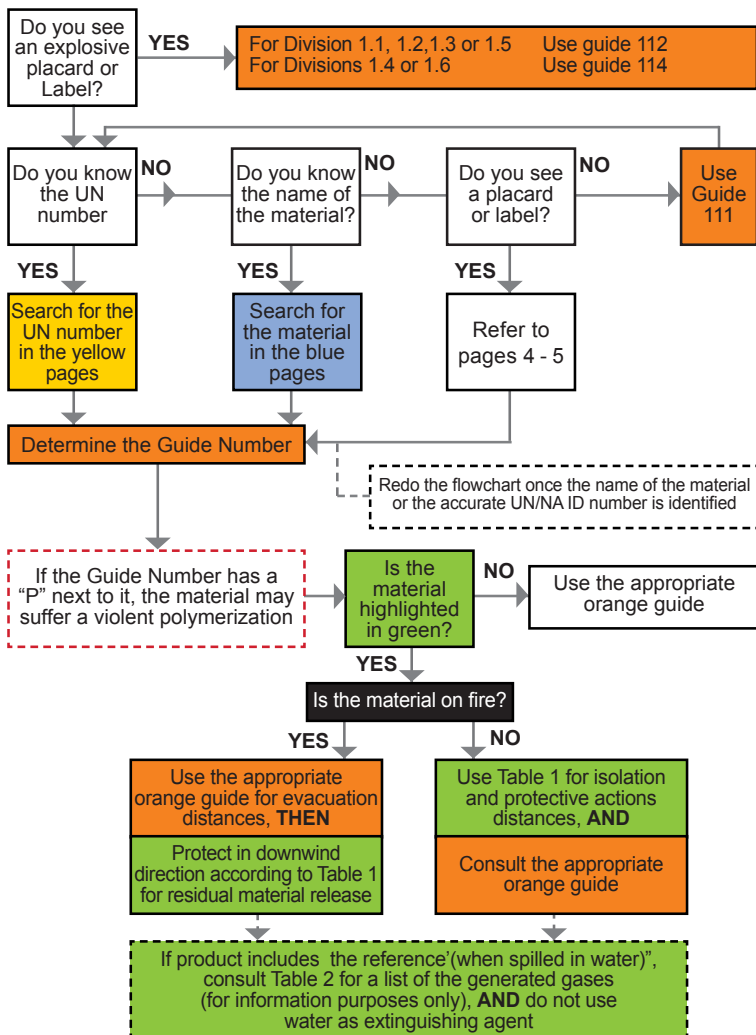 Do you see
an explosive
placard or
Label?
YES
For Division 1.1, 1.2,1.3 or 1.5 Use guide 112
For Divisions 1.4 or 1.6 Use guide 114
Do you know
the UN
number
NO
Do you know
the name of
the material?
NO
Do you see
a placard
or label?
NO
Use
Guide
111
YES
YES
YES
Search for the
UN number
in the yellow
pages
Search for
the material
in the blue
pages
Refer to
pages 4 - 5
Determine the Guide Number
Redo the flowchart once the name of the material
or the accurate UN/NA ID number is identified
If the Guide Number has a
“P” next to it, the material may
suffer a violent polymerization
Is the
material
highlighted
in green?
NO
Use the appropriate
orange guide
YES
Is the material on fire?
YES
NO
Use the appropriate
orange guide for evacuation
distances, THEN
Protect in downwind
direction according to Table 1
for residual material release
Use Table 1 for isolation
and protective actions
distances, AND
Consult the appropriate
orange guide
If product includes the reference’(when spilled in water)”,
consult Table 2 for a list of the generated gases
(for information purposes only), AND do not use
water as extinguishing agent